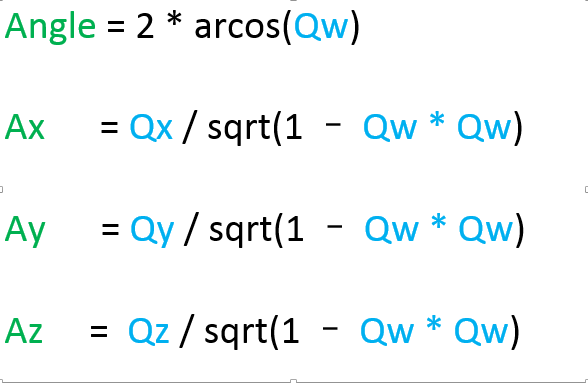 Angle = 2 * arcos(Qw)
Ax = Qx / sqrt(1 - Qw * Qw)
Ay = Qy / sqrt(1 - Qw * Qw)
Az = Qz / sqrt(1 - Qw * Qw)